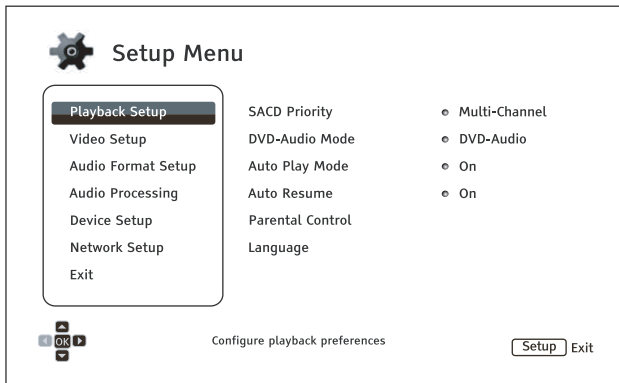 Setup Menu
Playback Setup SACD Priority Multi-Channel
Video Setup DVD-Audio Mode DVD-Audio
Audio Format Setup Auto Play Mode On
Audio Processing Auto Resume On
Device Setup Parental Control
Network Setup Language
Exit
OK Configure playback preferences Setup Exit